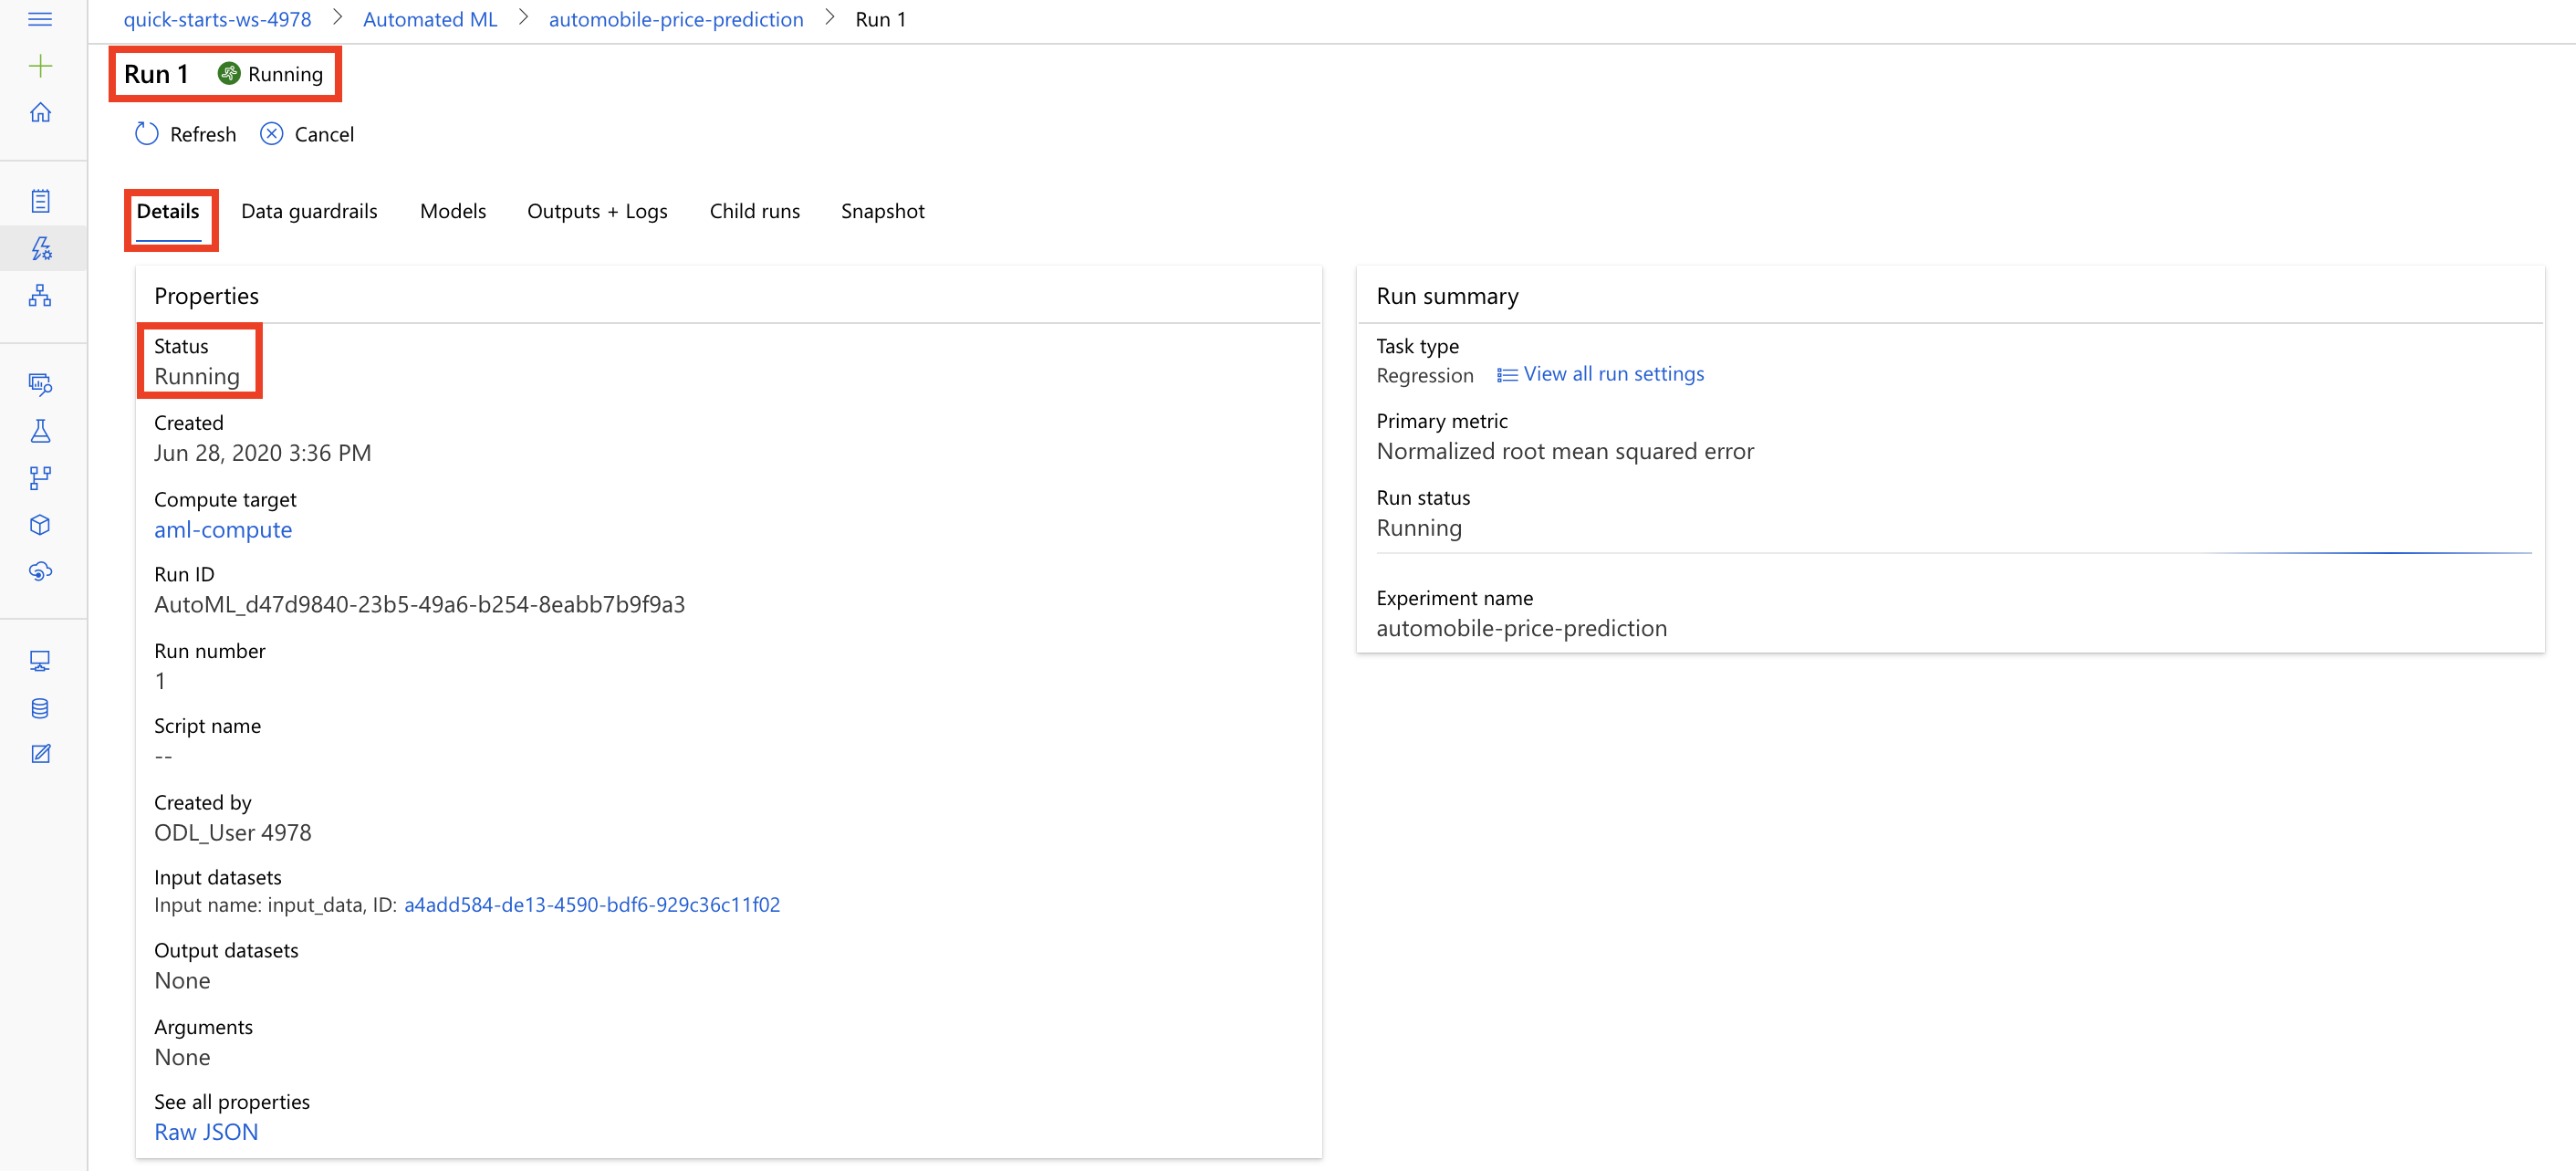 quick-starts-ws-4978 > Automated ML > automobile-price-prediction > Run 1
Run 1 Running
Refresh Cancel
Details Data guardrails Models Outputs + Logs Child runs Snapshot
Properties
Status
Running
Created
Jun 28, 2020 3:36 PM
Compute target
aml-compute
Run ID
AutoML_d47d9840-23b5-49a6-b254-8eabb7b9f9a3
Run number
1
Script name
--
Created by
ODL_User 4978
Input datasets
Input name: input_data, ID: a4add584-de13-4590-bdf6-929c36c11f02
Output datasets
None
Arguments
None
See all properties
Raw JSON
Run summary
Task type
Regression View all run settings
Primary metric
Normalized root mean squared error
Run status
Running
Experiment name
automobile-price-prediction